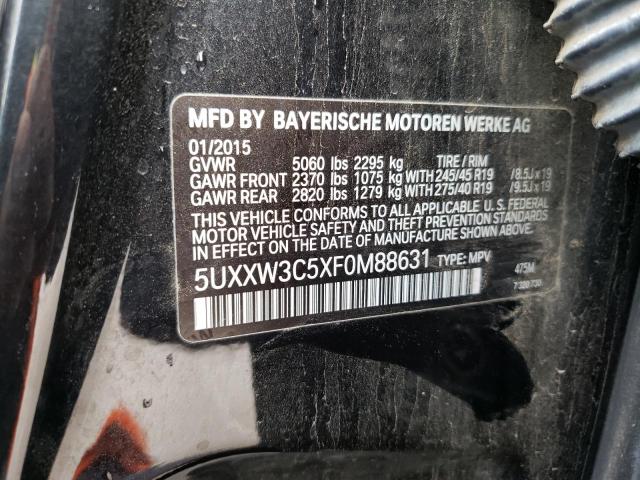 MFD BY BAYERISCHE MOTOREN WERKE AG
01/2015
GVWR 5060 lbs 2295 kg TIRE / RIM
GAWR FRONT 2370 lbs 1075 kg WITH 245/45 R19 /8.5J x 19
GAWR REAR 2820 lbs 1279 kg WITH 275/40 R19 /9.5J x 19
THIS VEHICLE CONFORMS TO ALL APPLICABLE U. S. FEDERAL
MOTOR VEHICLE SAFETY AND THEFT PREVENTION STANDARDS
IN EFFECT ON THE DATE OF MANUFACTURE SHOWN ABOVE.
5UXXW3C5XF0M88631 TYPE: MPV 475M